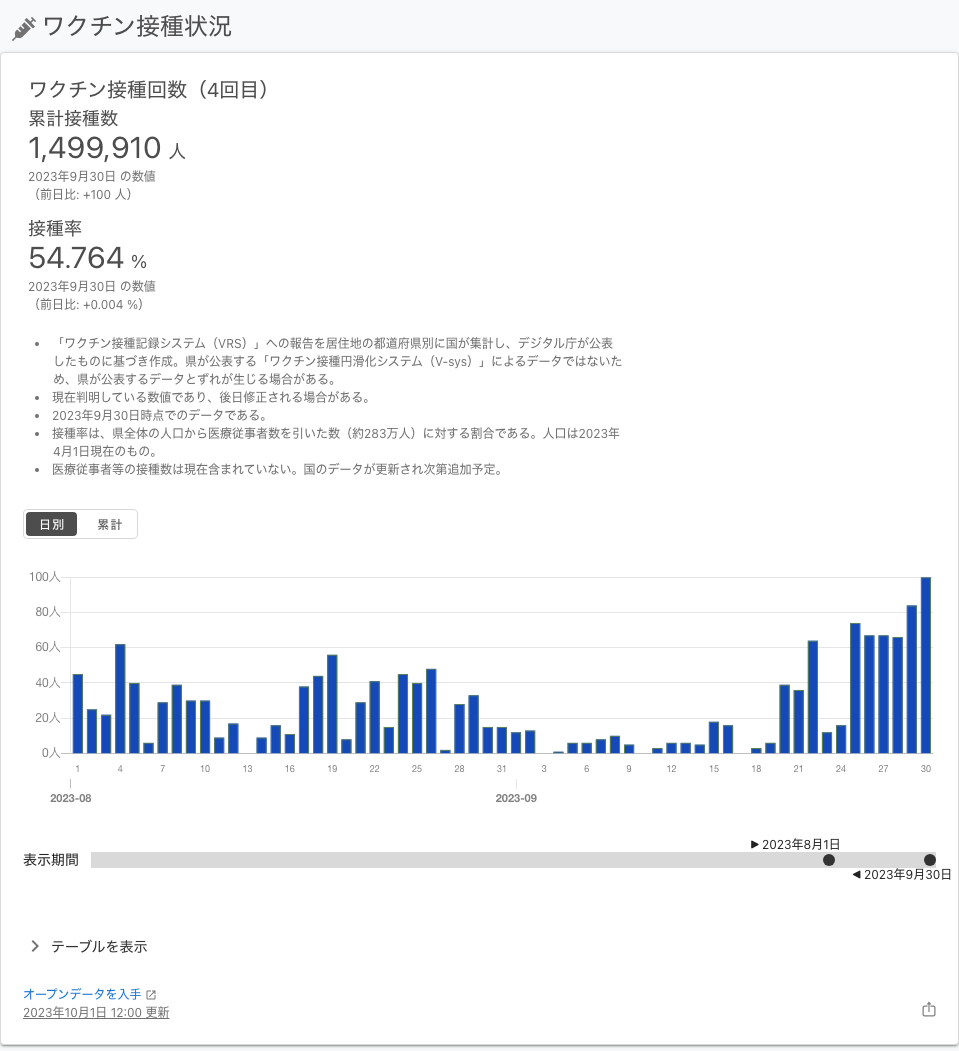 ワクチン接種状況
ワクチン接種回数（4回目）
累計接種数
1,499,910 人
2023年9月30日 の数値
（前日比: +100 人）
接種率
54.764 %
2023年9月30日 の数値
（前日比: +0.004 %）
• 「ワクチン接種記録システム（VRS）」への報告を居住地の都道府県別に国が集計し、デジタル庁が公表
したものに基づき作成。県が公表する「ワクチン接種円滑化システム（V-sys）」によるデータではないた
め、県が公表するデータとずれが生じる場合がある。
• 現在判明している数値であり、後日修正される場合がある。
• 2023年9月30日時点でのデータである。
• 接種率は、県全体の人口から医療従事者数を引いた数（約283万人）に対する割合である。人口は2023年
4月1日現在のもの。
• 医療従事者等の接種数は現在含まれていない。国のデータが更新され次第追加予定。
日別 累計
100人
80人
60人
40人
20人
0人
1 4 7 10 13 16 19 22 25 28 31 3 6 9 12 15 18 21 24 27 30
2023-08 2023-09
▶ 2023年8月1日
表示期間
◀ 2023年9月30日
テーブルを表示
オープンデータを入手
2023年10月1日 12:00 更新